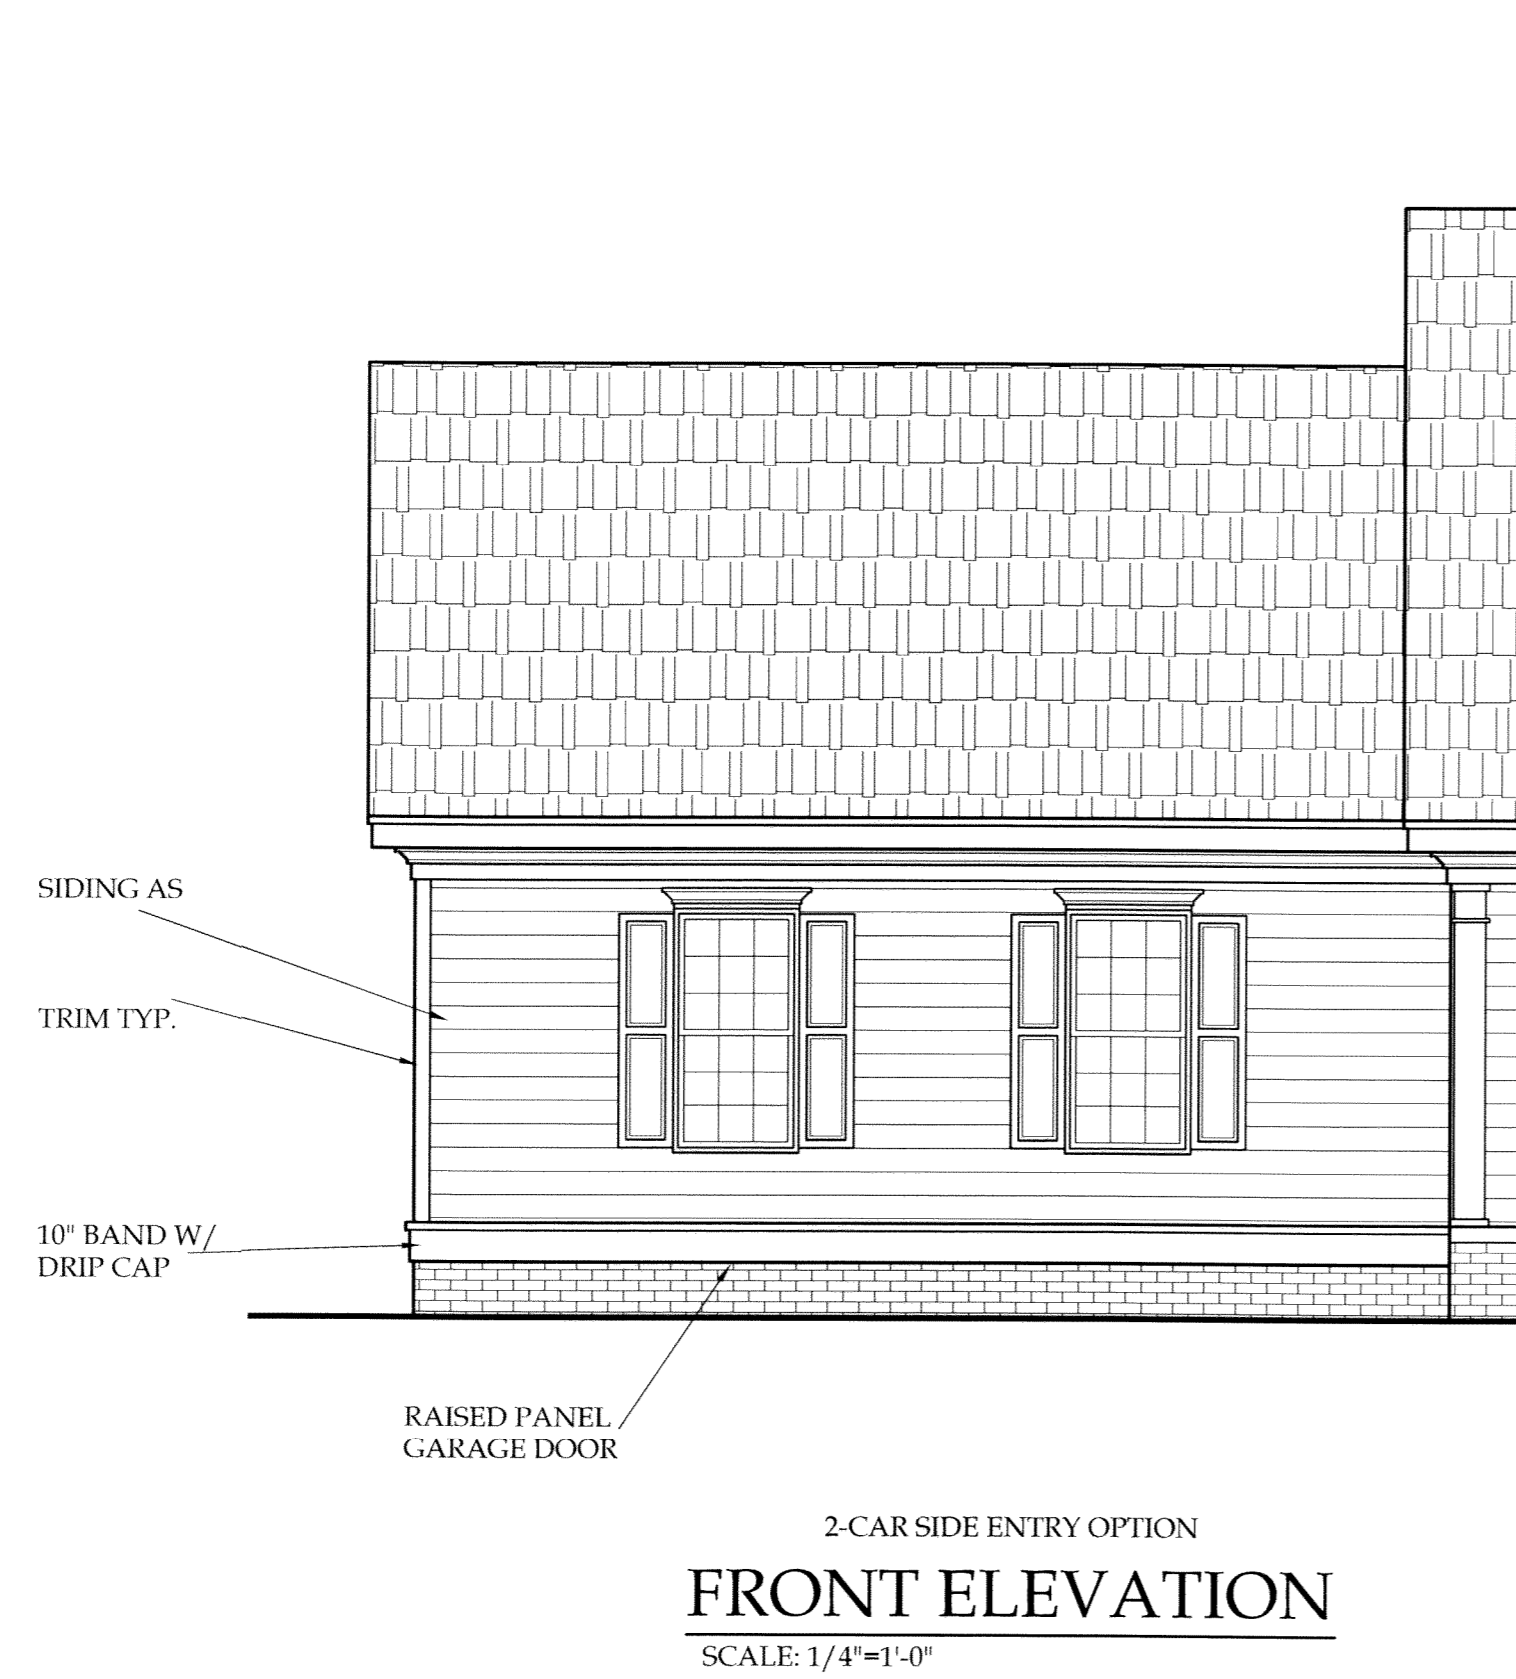 SIDING AS
TRIM TYP.
10" BAND W/
DRIP CAP
RAISED PANEL
GARAGE DOOR
2-CAR SIDE ENTRY OPTION
FRONT ELEVATION
SCALE: 1/4"=1'-0"